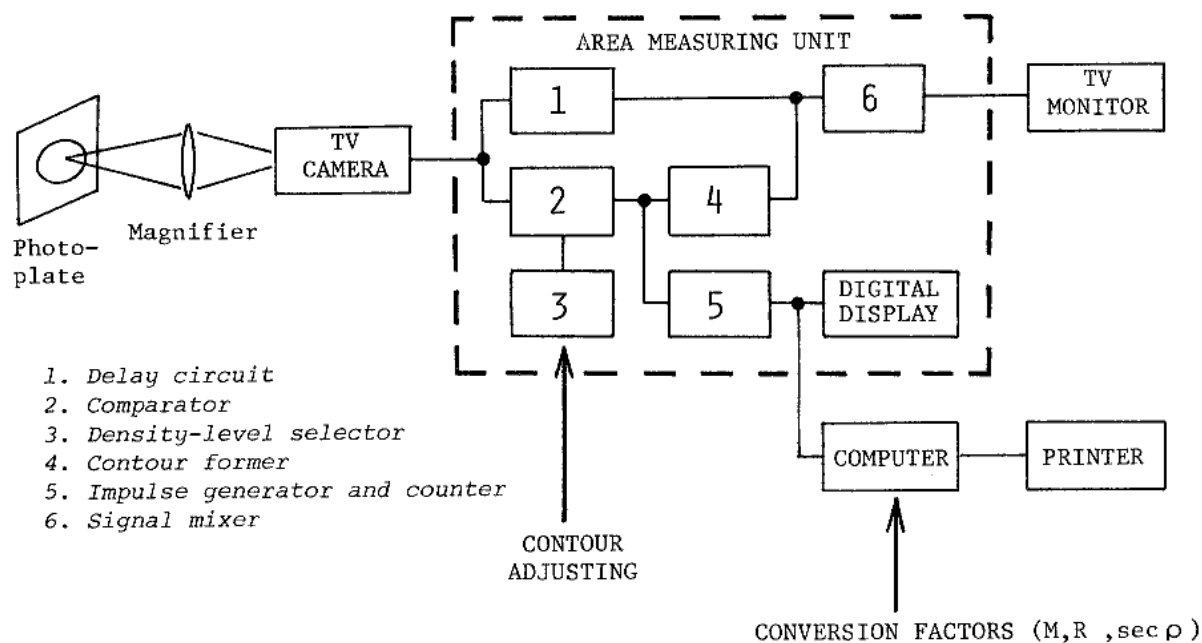 AREA MEASURING UNIT
1
6
TV
MONITOR
TV
CAMERA
2
4
Magnifier
Photo-
plate
3
5
DIGITAL
DISPLAY
1. Delay circuit
2. Comparator
3. Density-level selector
4. Contour former
5. Impulse generator and counter
6. Signal mixer
COMPUTER
PRINTER
CONTOUR
ADJUSTING
CONVERSION FACTORS (M,R ,sec ρ)